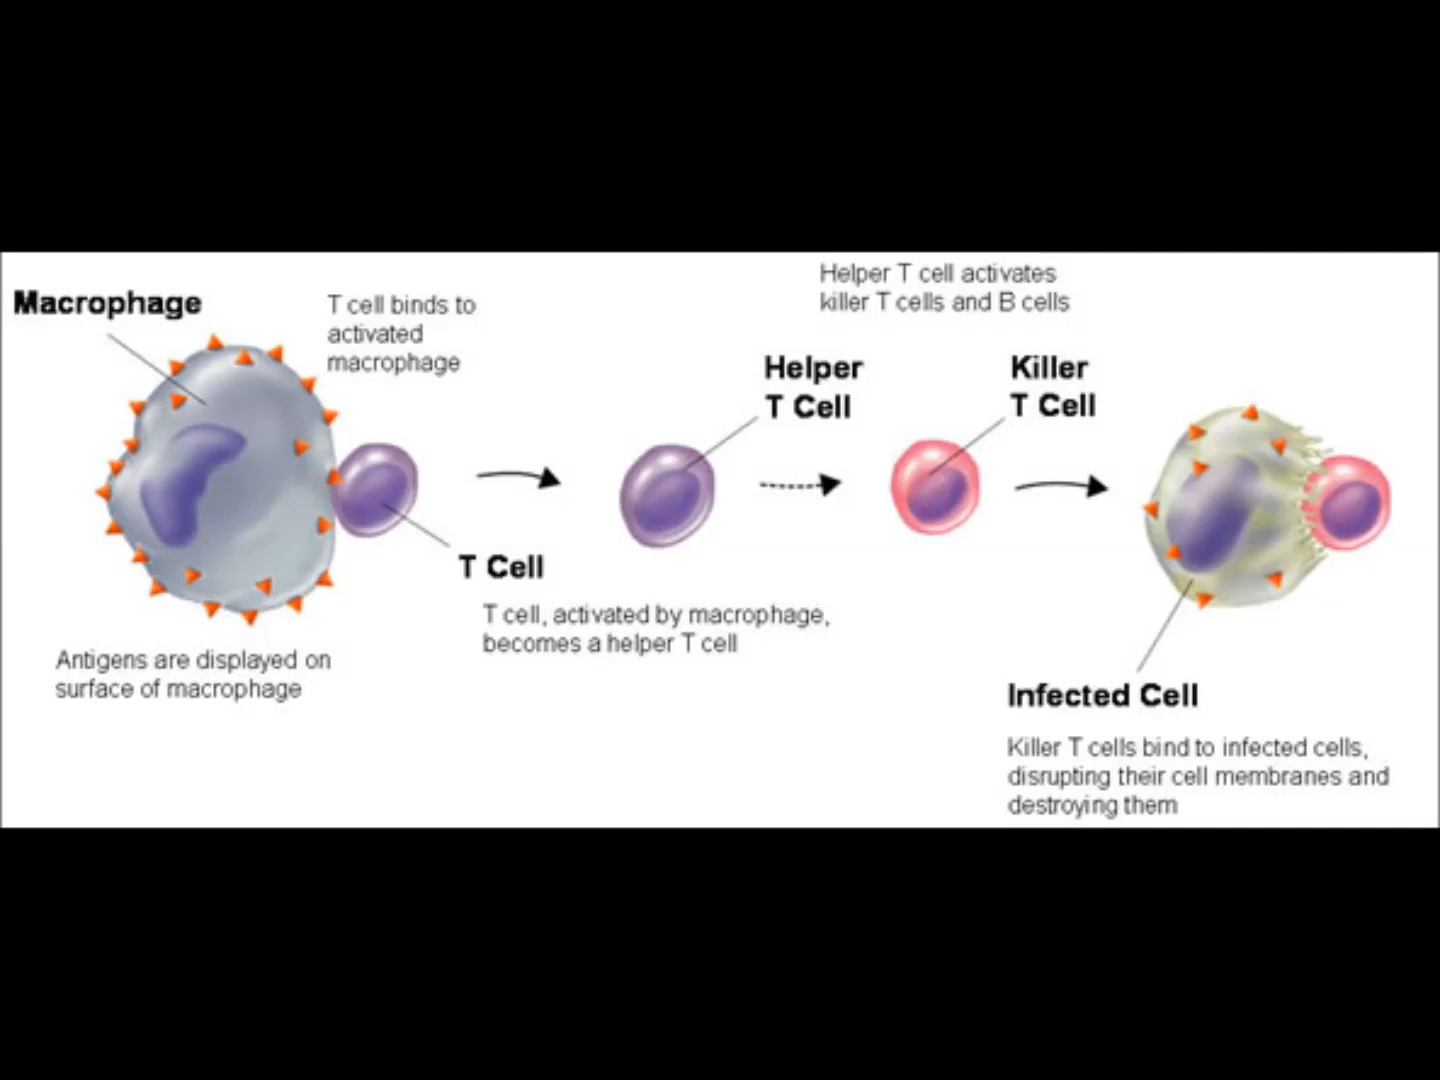 Macrophage
T cell binds to
activated
macrophage
Antigens are displayed on
surface of macrophage
T Cell
T cell, activated by macrophage,
becomes a helper T cell
Helper
T Cell
Helper T cell activates
killer T cells and B cells
Killer
T Cell
Infected Cell
Killer T cells bind to infected cells,
disrupting their cell membranes and
destroying them